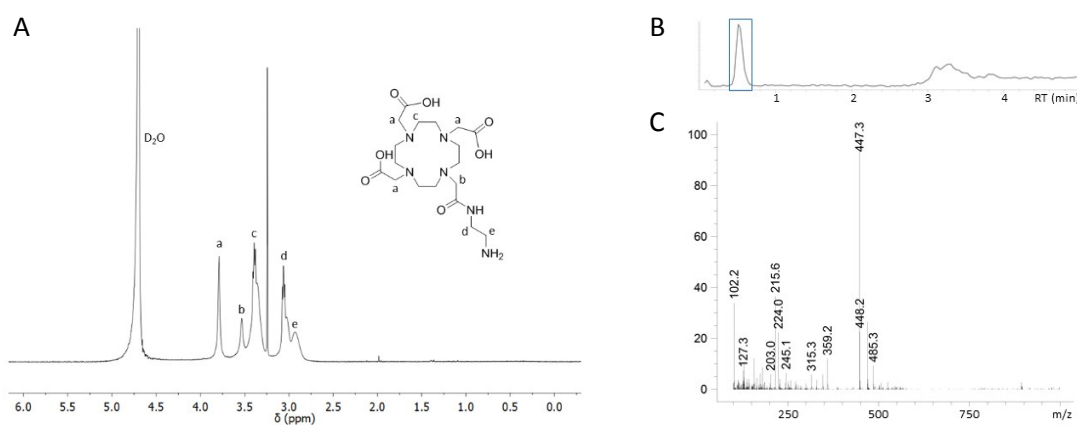 A
D₂O
a
b
c
d
e
6.0 5.5 5.0 4.5 4.0 3.5 3.0 2.5 2.0 1.5 1.0 0.5 0.0
δ (ppm)
O
OH
a
c
a
O
OH
N
N
OH
O
N
N
a
b
O
NH
d
e
NH₂
B
1 2 3 4 RT (min)
C
100
80
60
40
20
0
447.3
102.2
215.6
224.0
448.2
127.3
203.0
245.1
315.3
359.2
485.3
250 500 750 m/z